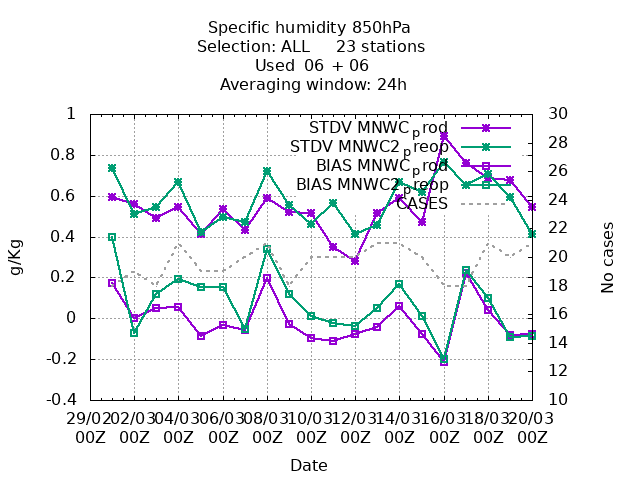 Specific humidity 850hPa
Selection: ALL 23 stations
Used 06 + 06
Averaging window: 24h
1
0.8
0.6
0.4
0.2
0
-0.2
-0.4
g/Kg
30
28
26
24
22
20
18
16
14
12
10
No cases
STDV MNWC_prod
STDV MNWC2_preop
BIAS MNWC_prod
BIAS MNWC2_preop
CASES
29/02 02/03 04/03 06/03 08/03 10/03 12/03 14/03 16/03 18/03 20/03
00Z 00Z 00Z 00Z 00Z 00Z 00Z 00Z 00Z 00Z 00Z
Date